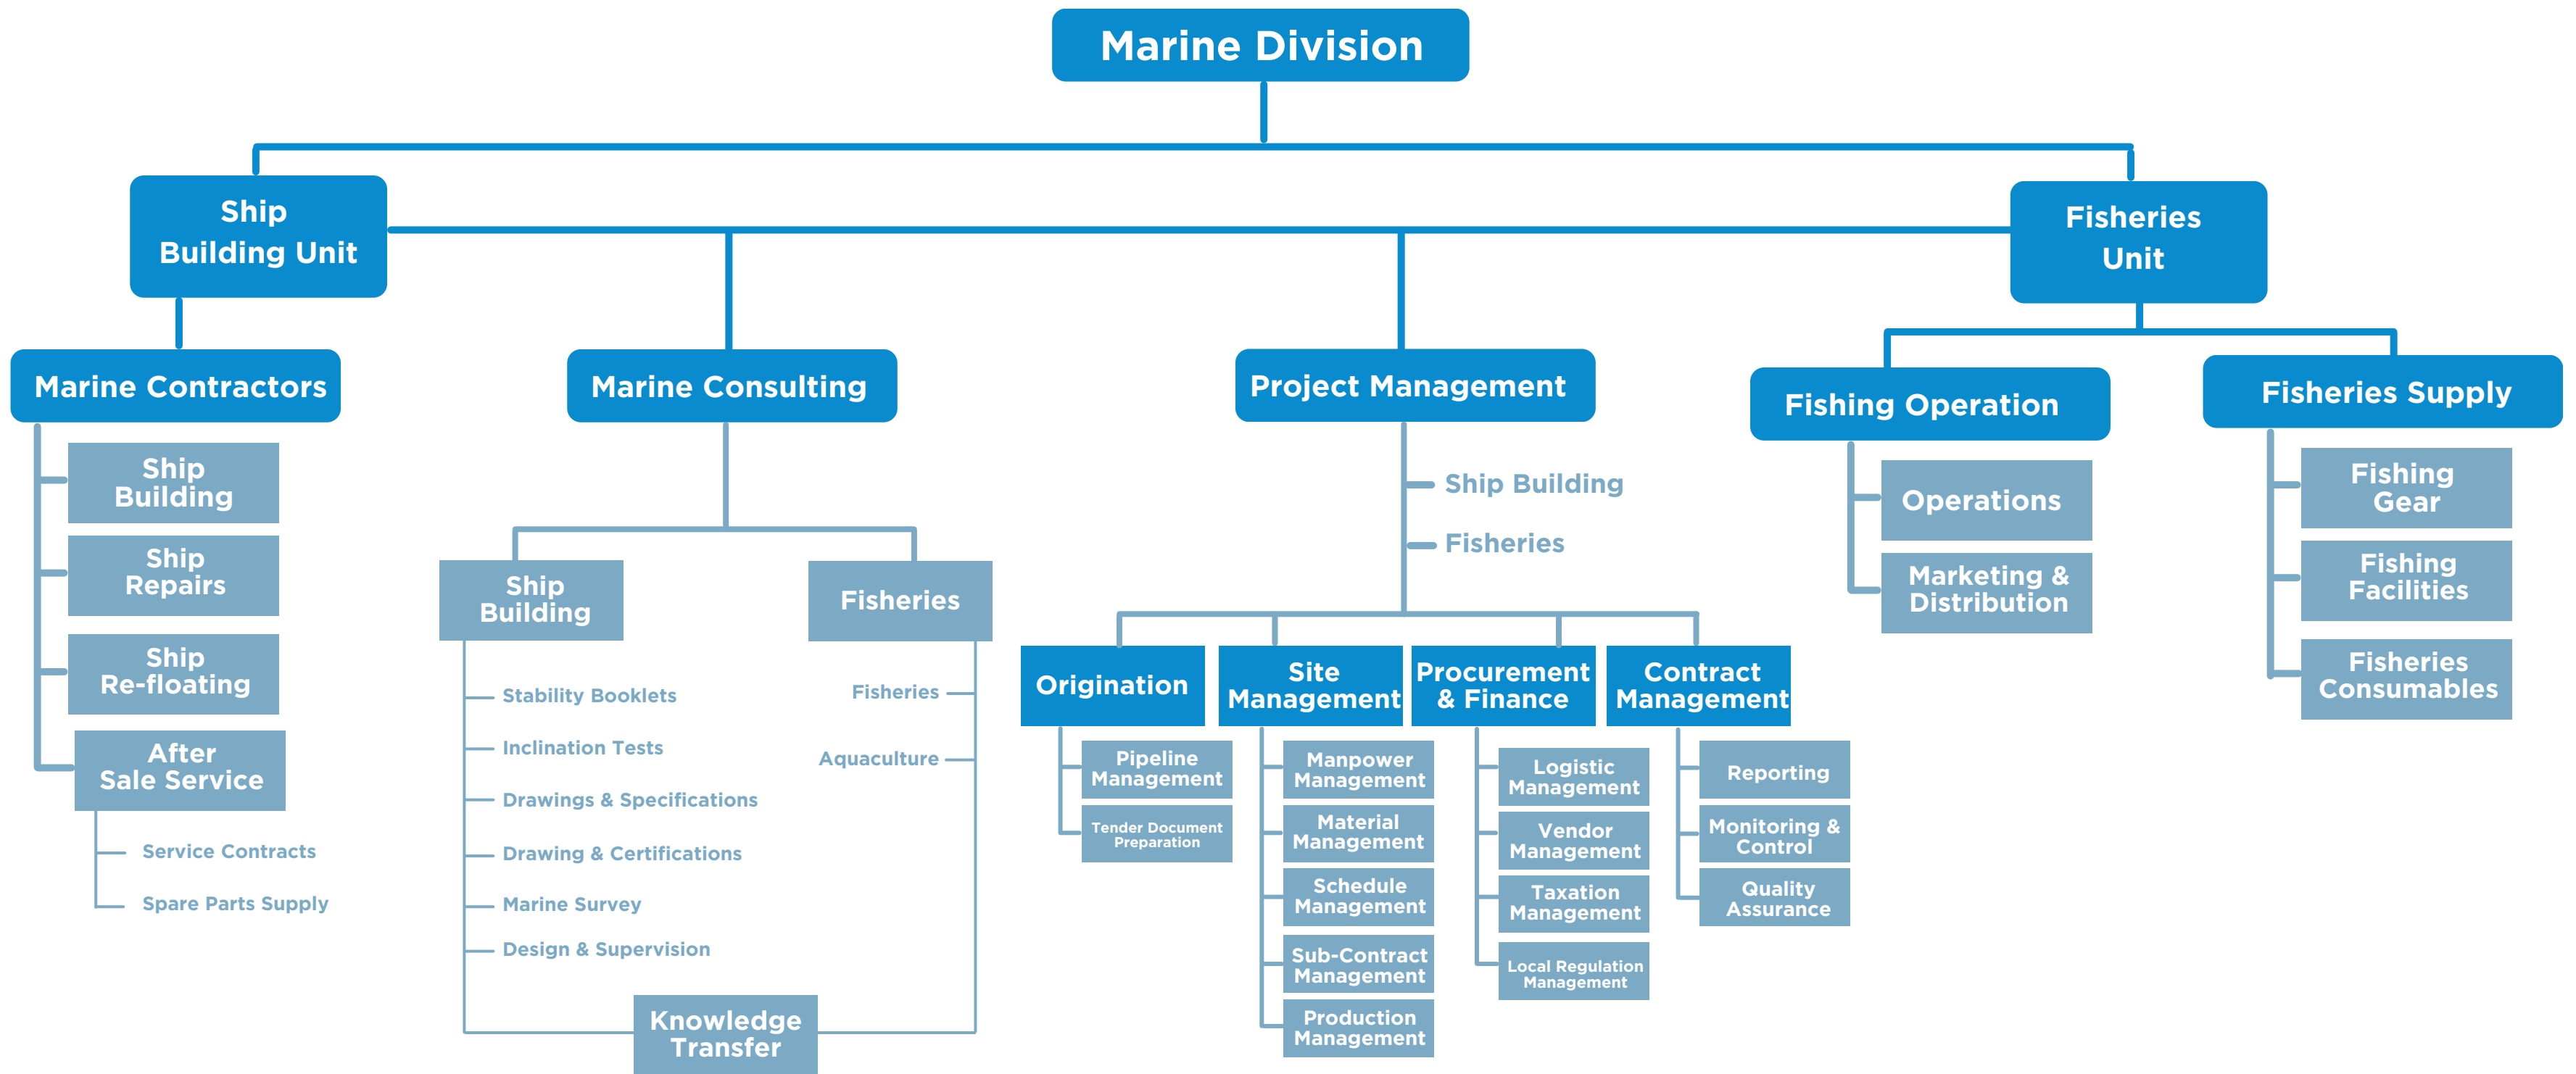 Marine Division
Ship
Building Unit
Fisheries
Unit
Marine Contractors
Marine Consulting
Project Management
Fishing Operation
Fisheries Supply
Ship
Building
Ship
Repairs
Ship
Re-floating
After
Sale Service
Service Contracts
Spare Parts Supply
Ship
Building
Stability Booklets
Inclination Tests
Drawings & Specifications
Drawing & Certifications
Marine Survey
Design & Supervision
Fisheries
Fisheries
Aquaculture
Knowledge
Transfer
Ship Building
Fisheries
Origination
Pipeline
Management
Tender Document
Preparation
Site
Management
Manpower
Management
Material
Management
Schedule
Management
Sub-Contract
Management
Production
Management
Procurement
& Finance
Logistic
Management
Vendor
Management
Taxation
Management
Local Regulation
Management
Contract
Management
Reporting
Monitoring &
Control
Quality
Assurance
Operations
Marketing &
Distribution
Fishing
Gear
Fishing
Facilities
Fisheries
Consumables